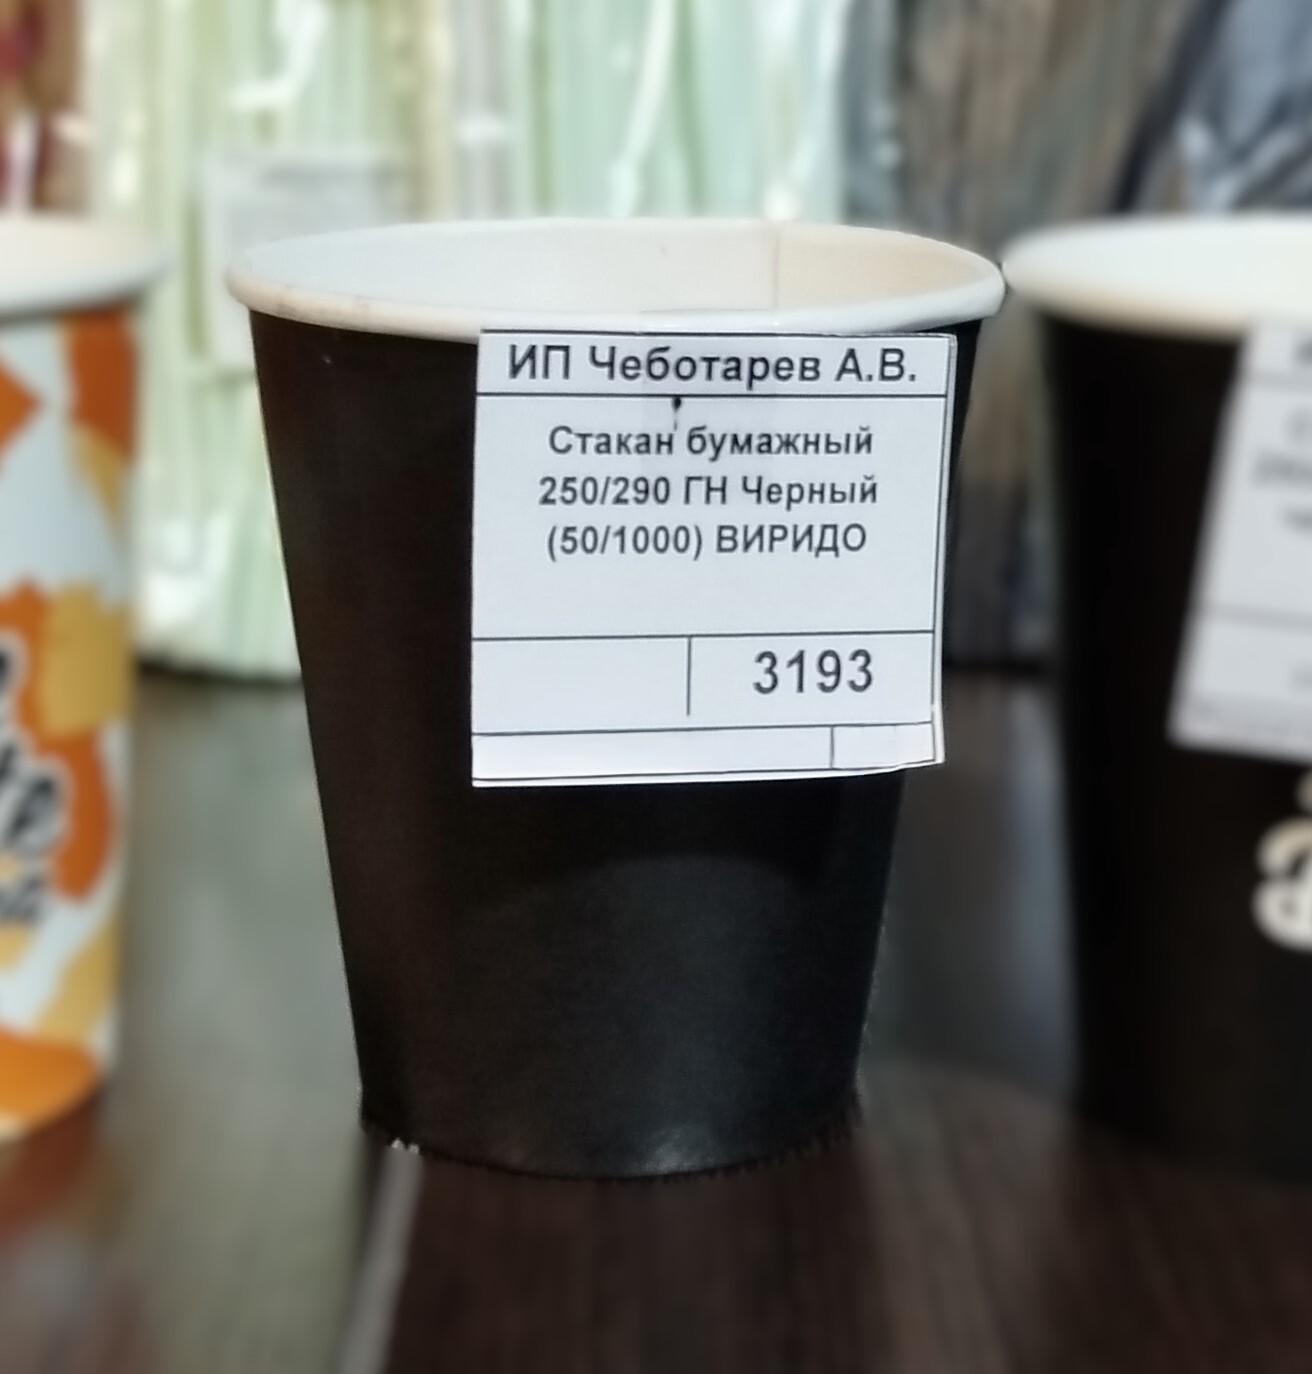 ИП Чеботарев А.В.
Стакан бумажный
250/290 ГН Черный
(50/1000) ВИРИДО
3193